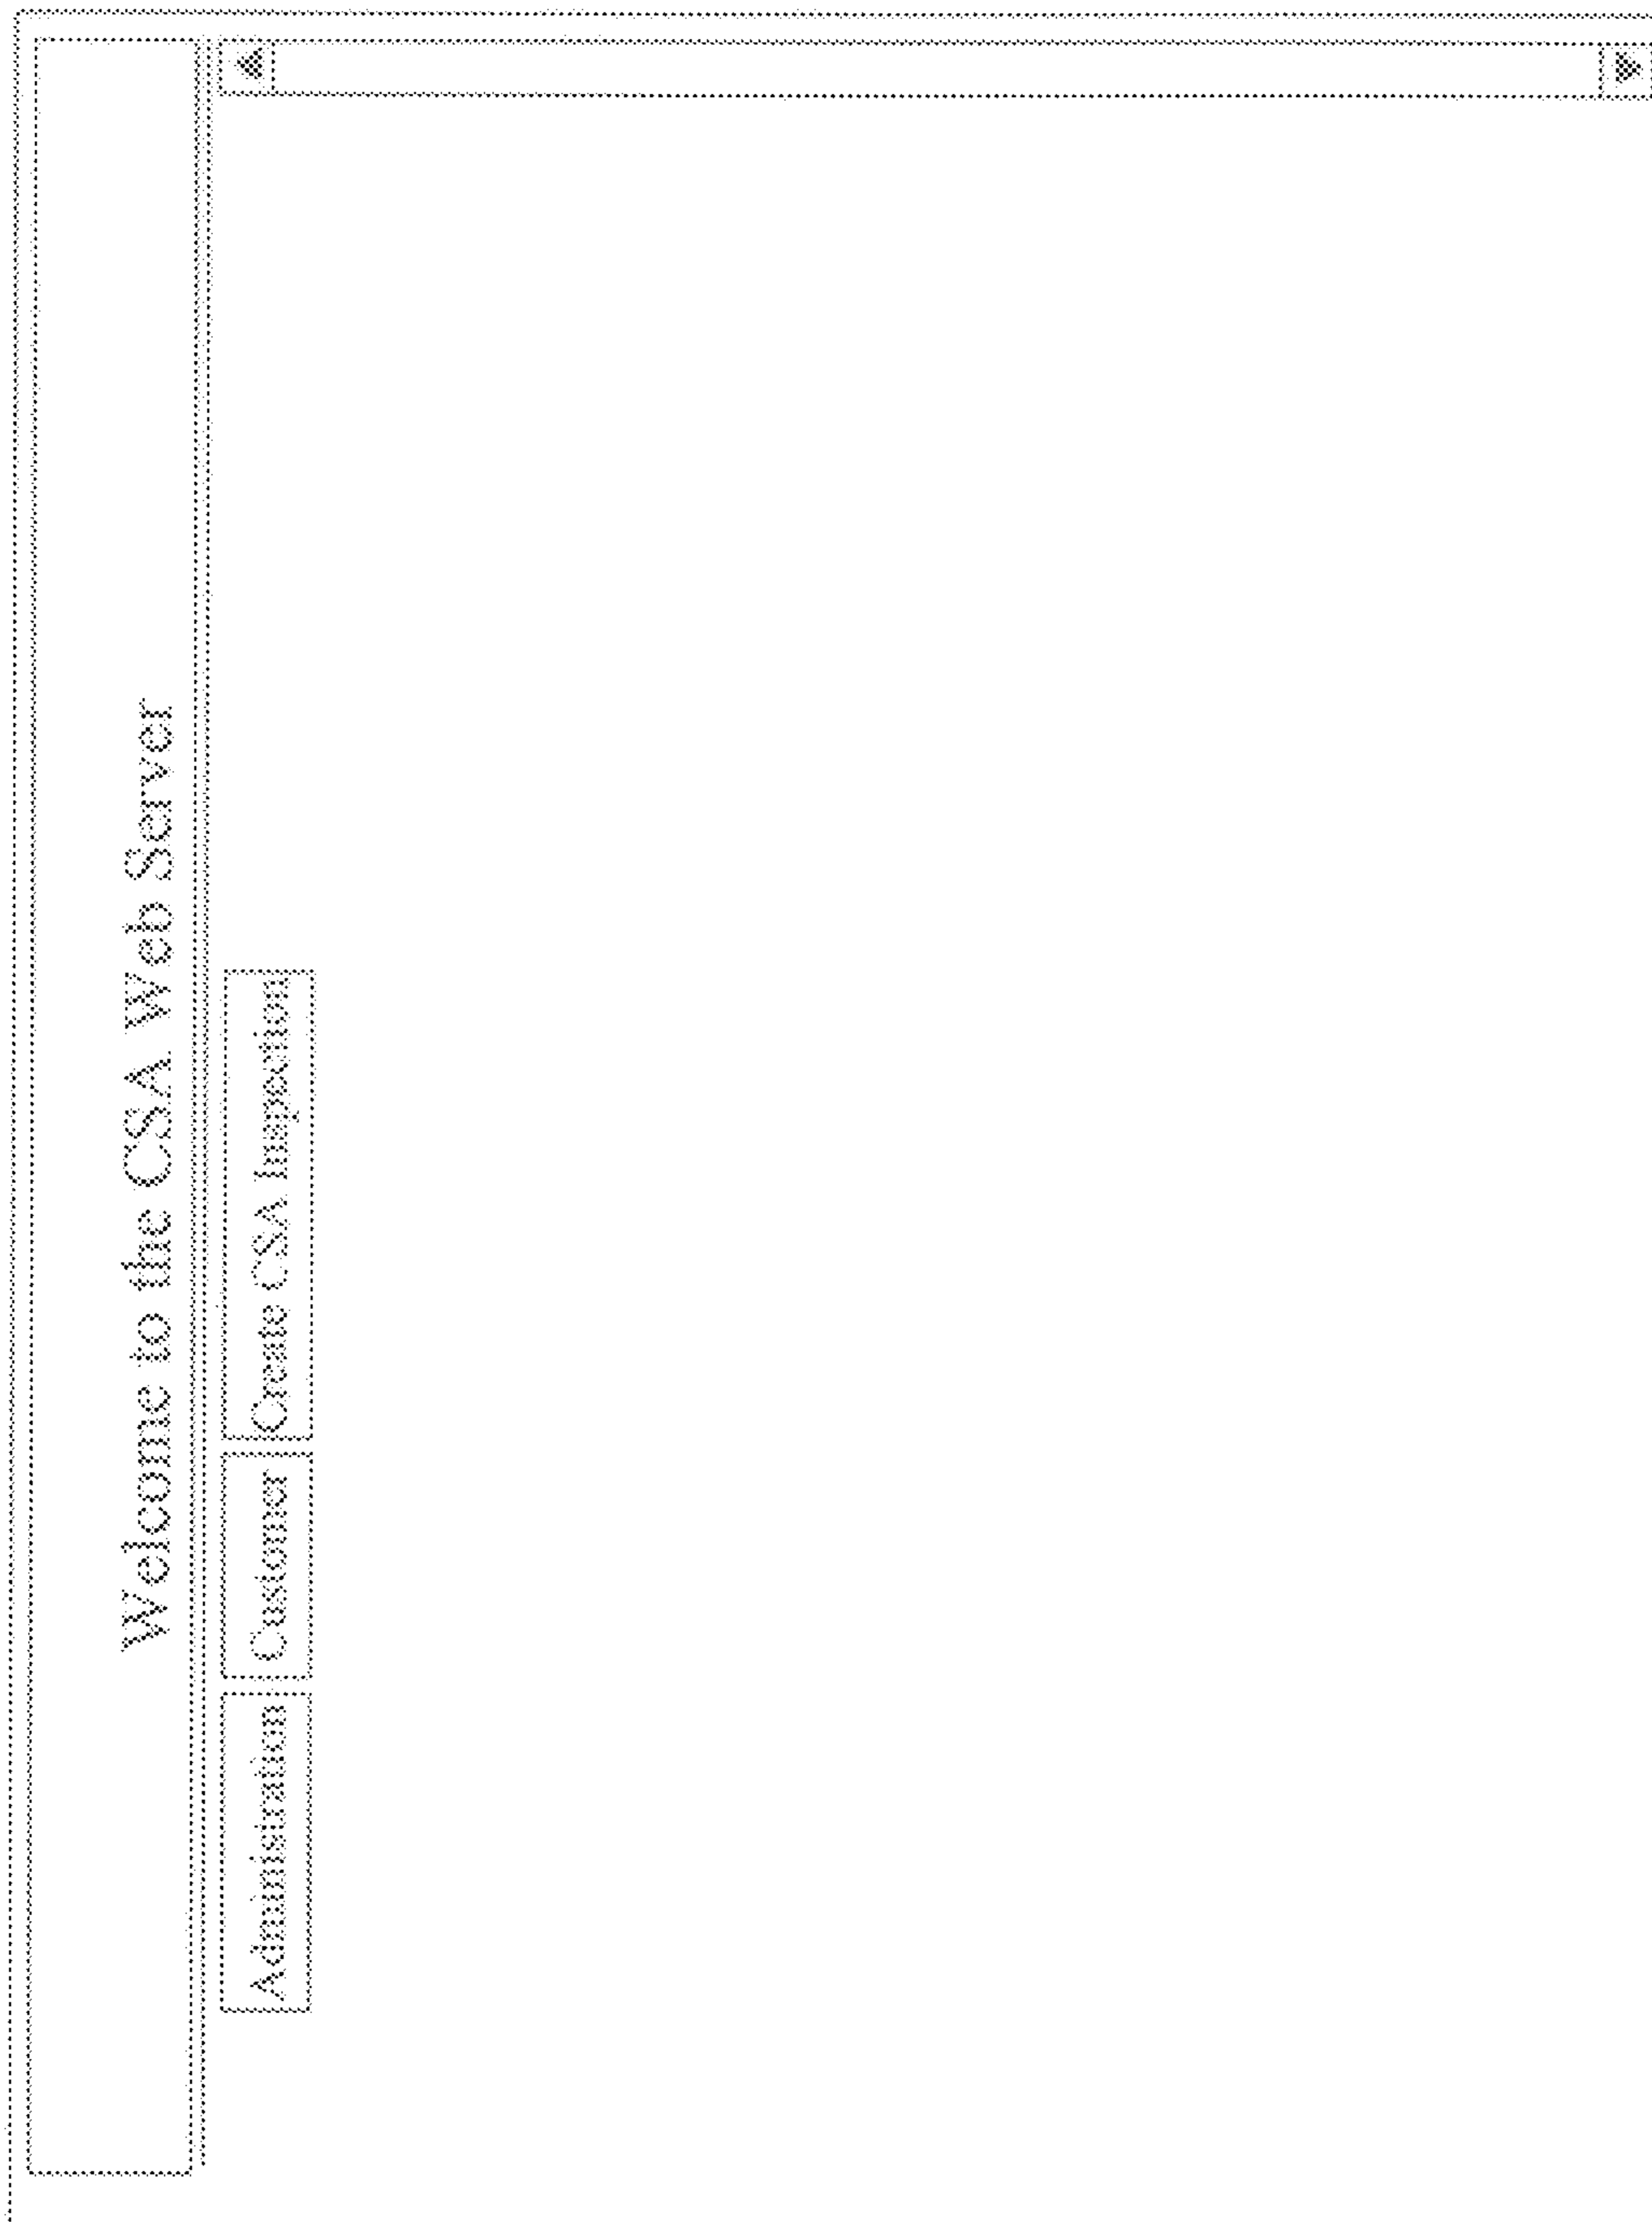 Welcome to the CSA Web Server
Administration
Customer
Create CSA Inspection